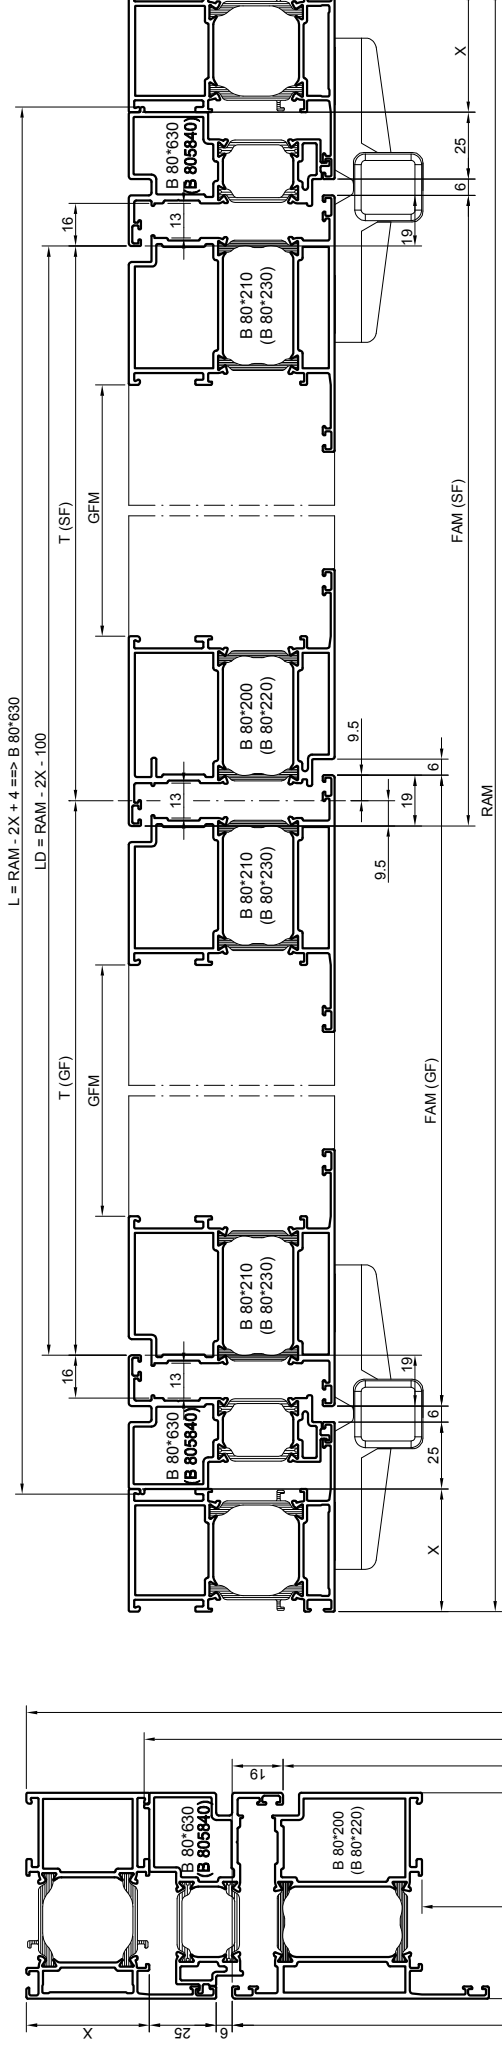 X
25
6
19
B 80*630
(B 805840)
16
13
B 80*210
(B 80*230)
T (SF)
GFM
FAM (SF)
L = RAM - 2X + 4 ==> B 80*630
LD = RAM - 2X - 100
B 80*200
(B 80*220)
9.5
6
13
19
9.5
RAM
B 80*210
(B 80*230)
T (GF)
GFM
FAM (GF)
B 80*210
(B 80*230)
16
13
19
6
B 80*630
(B 805840)
25
X
19
B 80*630
(B 805840)
B 80*200
(B 80*220)
X
25
6